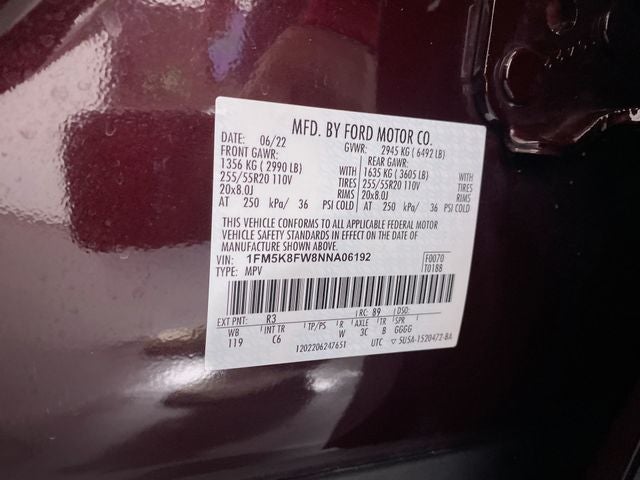 MFD. BY FORD MOTOR CO.
DATE: 06/22 GVWR: 2945 KG ( 6492 LB)
FRONT GAWR: REAR GAWR:
1356 KG ( 2990 LB) WITH 1635 KG ( 3605 LB) WITH
255/55R20 110V TIRES 255/55R20 110V TIRES
20x8.0J RIMS 20x8.0J RIMS
AT 250 kPa/ 36 PSI COLD AT 250 kPa/ 36 PSI COLD
THIS VEHICLE CONFORMS TO ALL APPLICABLE FEDERAL MOTOR
VEHICLE SAFETY STANDARDS IN EFFECT ON THE DATE OF
MANUFACTURE SHOWN ABOVE.
VIN: 1FM5K8FW8NNA06192 F0070
TYPE: MPV T0188
EXT PNT: R3 RC: 89
WB INT TR TP/PS R AXLE TR SPR
119 C6 W 3C B GGGG
1202206247651 UTC ▽ 5U5A-1520472-BA